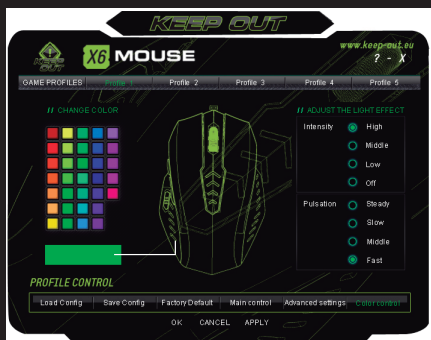 KEEP OUT
www.keep-out.eu
KEEP OUT
X6 MOUSE
? - X
GAME PROFILES Profile 1 Profile 2 Profile 3 Profile 4 Profile 5
// CHANGE COLOR
// ADJUST THE LIGHT EFFECT
Intensity High
Middle
Low
Off
Pulsation Steady
Slow
Middle
Fast
PROFILE CONTROL
Load Config Save Config Factory Default Main control Advanced settings Color control
OK CANCEL APPLY